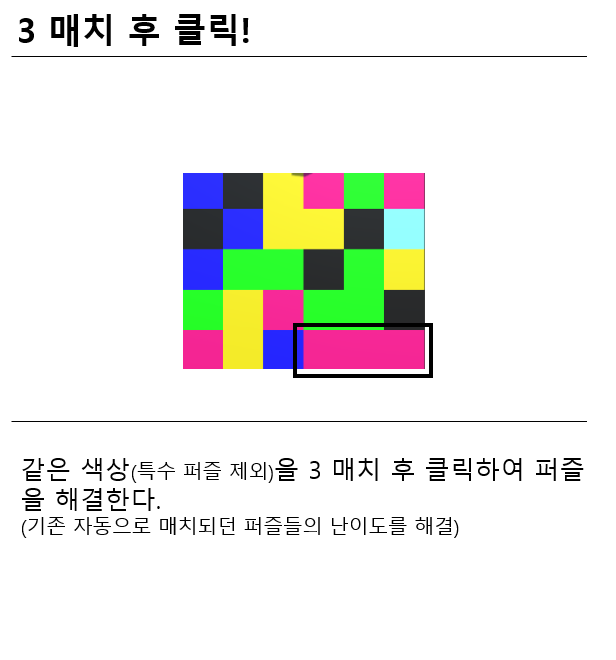 3 매치 후 클릭!
같은 색상(특수 퍼즐 제외)을 3 매치 후 클릭하여 퍼즐
을 해결한다.
(기존 자동으로 매치되던 퍼즐들의 난이도를 해결)